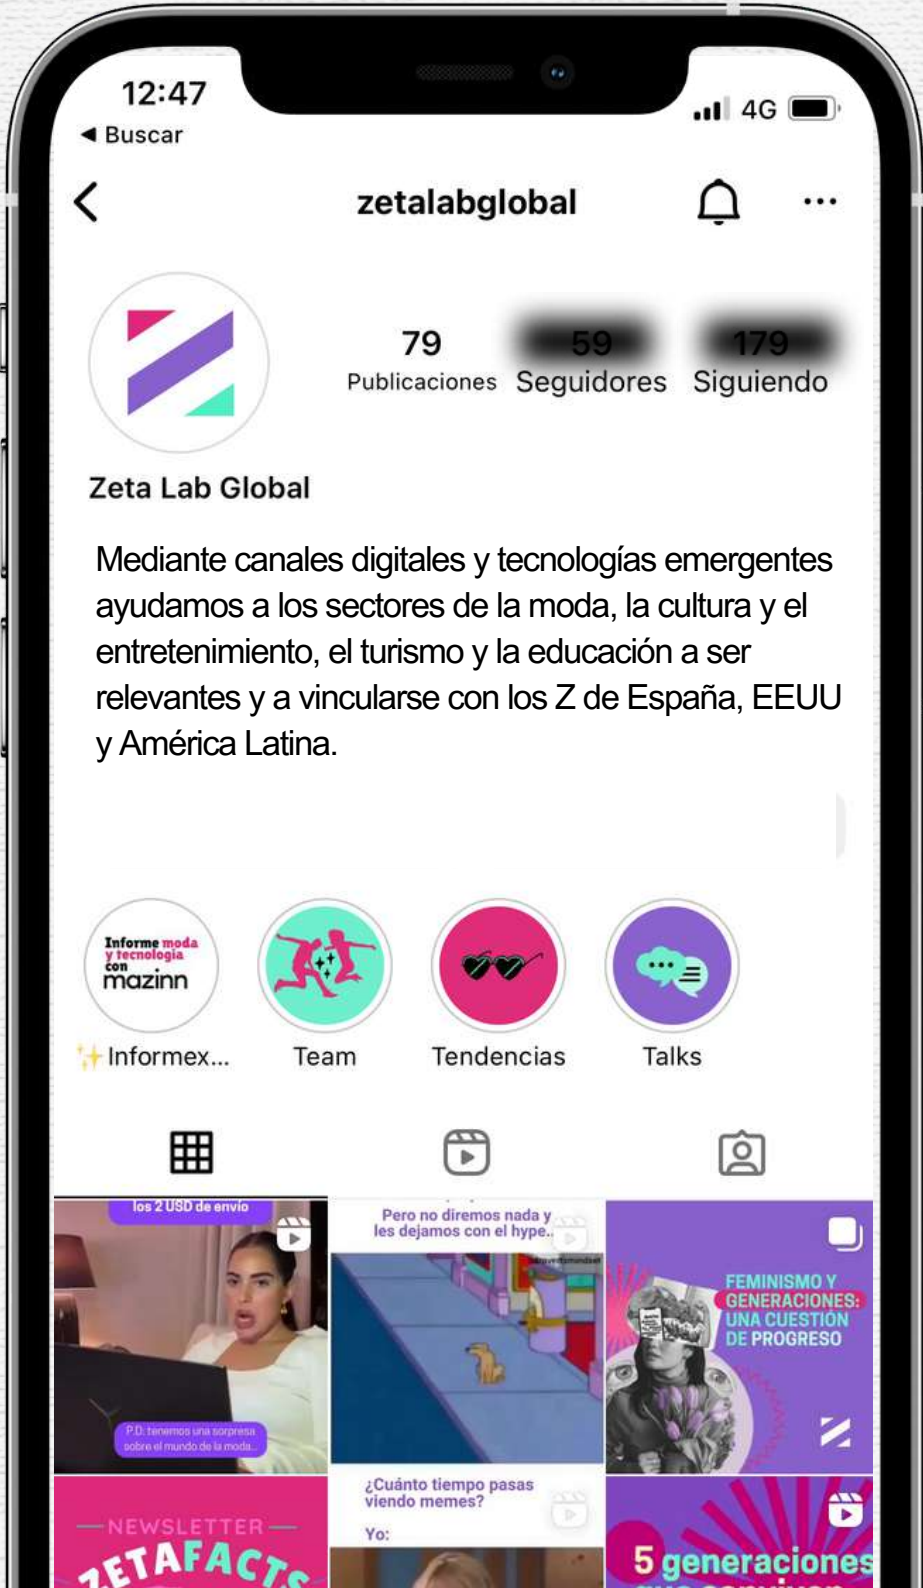 12:47
4G
◀ Buscar
zetalabglobal
79
59
179
Publicaciones
Seguidores
Siguiendo
Zeta Lab Global
Mediante canales digitales y tecnologías emergentes
ayudamos a los sectores de la moda, la cultura y el
entretenimiento, el turismo y la educación a ser
relevantes y a vincularse con los Z de España, EEUU
y América Latina.
Informe moda
y tecnología
con
mazinn
✨Informex...
Team
Tendencias
Talks
los 2 USD de envío
P.D: tenemos una sorpresa
sobre el mundo de la moda..
Pero no diremos nada y
les dejamos con el hype..
FEMINISMO Y
GENERACIONES:
UNA CUESTIÓN
DE PROGRESO
NEWSLETTER
ZETAFACTS
¿Cuánto tiempo pasas
viendo memes?
Yo:
5 generaciones